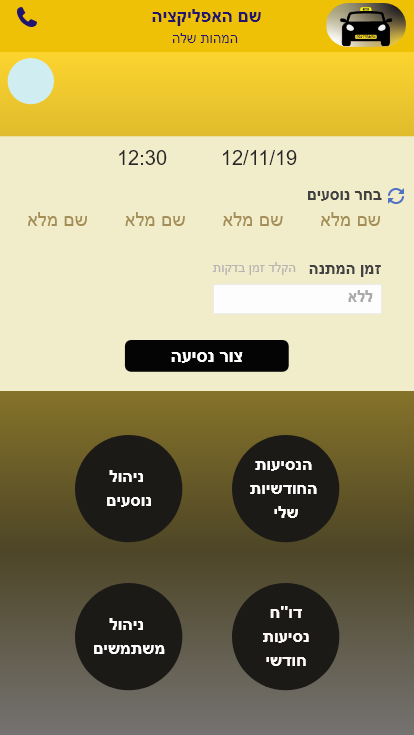 שם האפליקציה
המהות שלה
12/11/19 12:30
בחר נוסעים
שם מלא שם מלא שם מלא שם מלא
זמן המתנה הקלד זמן בדקות
ללא
צור נסיעה
הנסיעות
החודשיות
שלי
ניהול
נוסעים
דו"ח
נסיעות
חודשי
ניהול
משתמשים